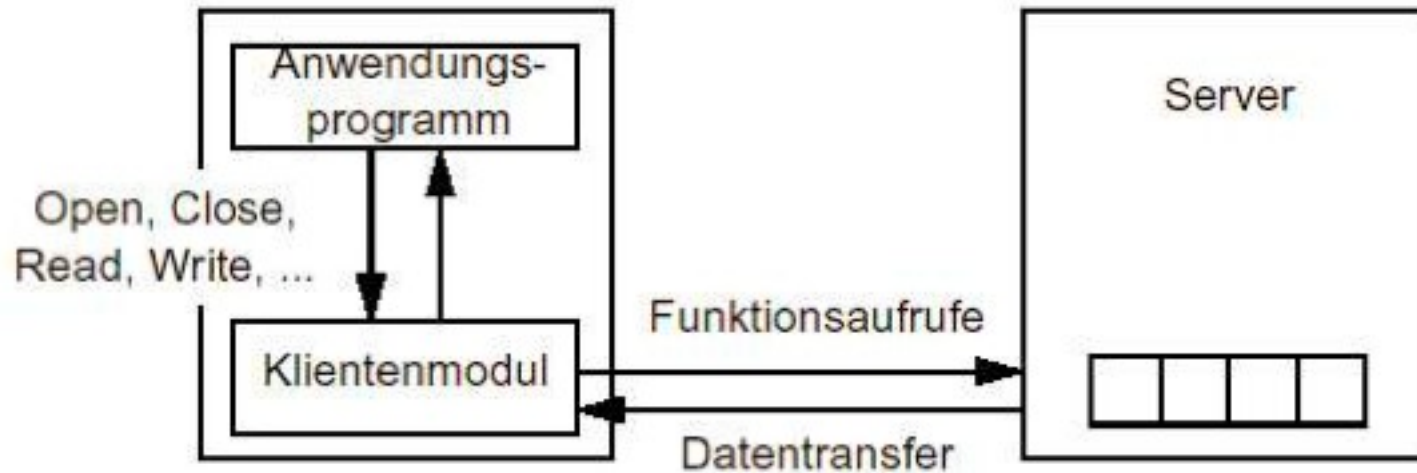 Anwendungs-
programm
Open, Close,
Read, Write, ...
Klientenmodul
Funktionsaufrufe
Datentransfer
Server